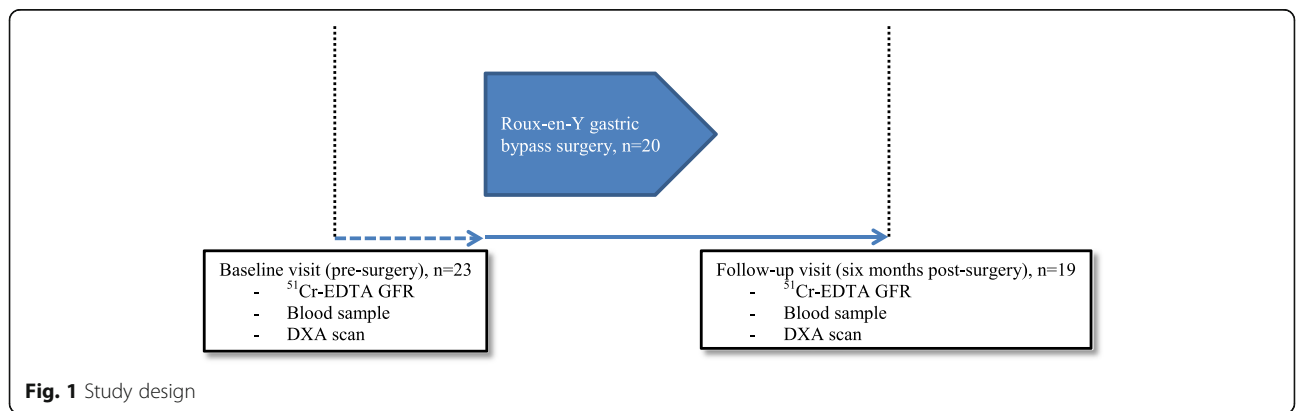 Roux-en-Y gastric
bypass surgery, n=20
Baseline visit (pre-surgery), n=23
- ⁵¹Cr-EDTA GFR
- Blood sample
- DXA scan
Follow-up visit (six months post-surgery), n=19
- ⁵¹Cr-EDTA GFR
- Blood sample
- DXA scan
Fig. 1 Study design